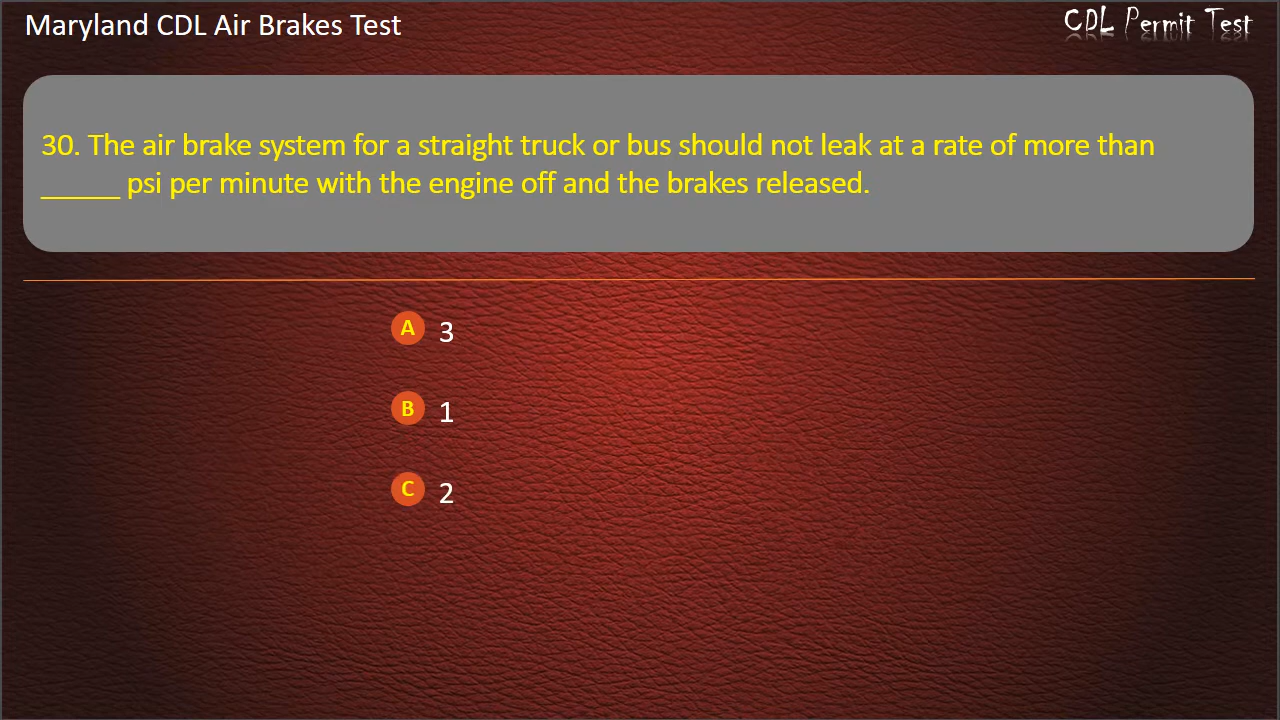 Maryland CDL Air Brakes Test
CDL Permit Test
30. The air brake system for a straight truck or bus should not leak at a rate of more than
______ psi per minute with the engine off and the brakes released.
A 3
B 1
C 2